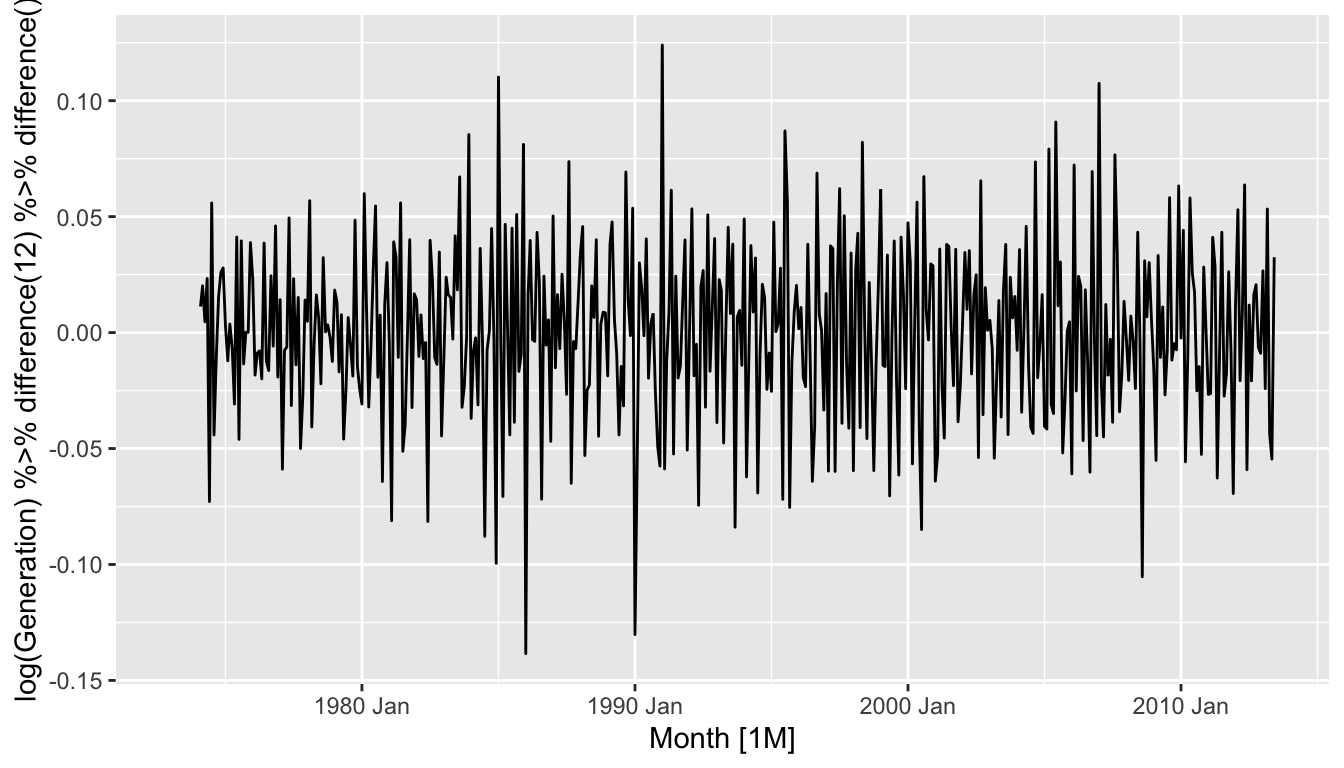 log(Generation) %>% difference(12) %>% difference()
0.10
0.05
0.00
-0.05
-0.10
-0.15
1980 Jan
1990 Jan
2000 Jan
2010 Jan
Month [1M]